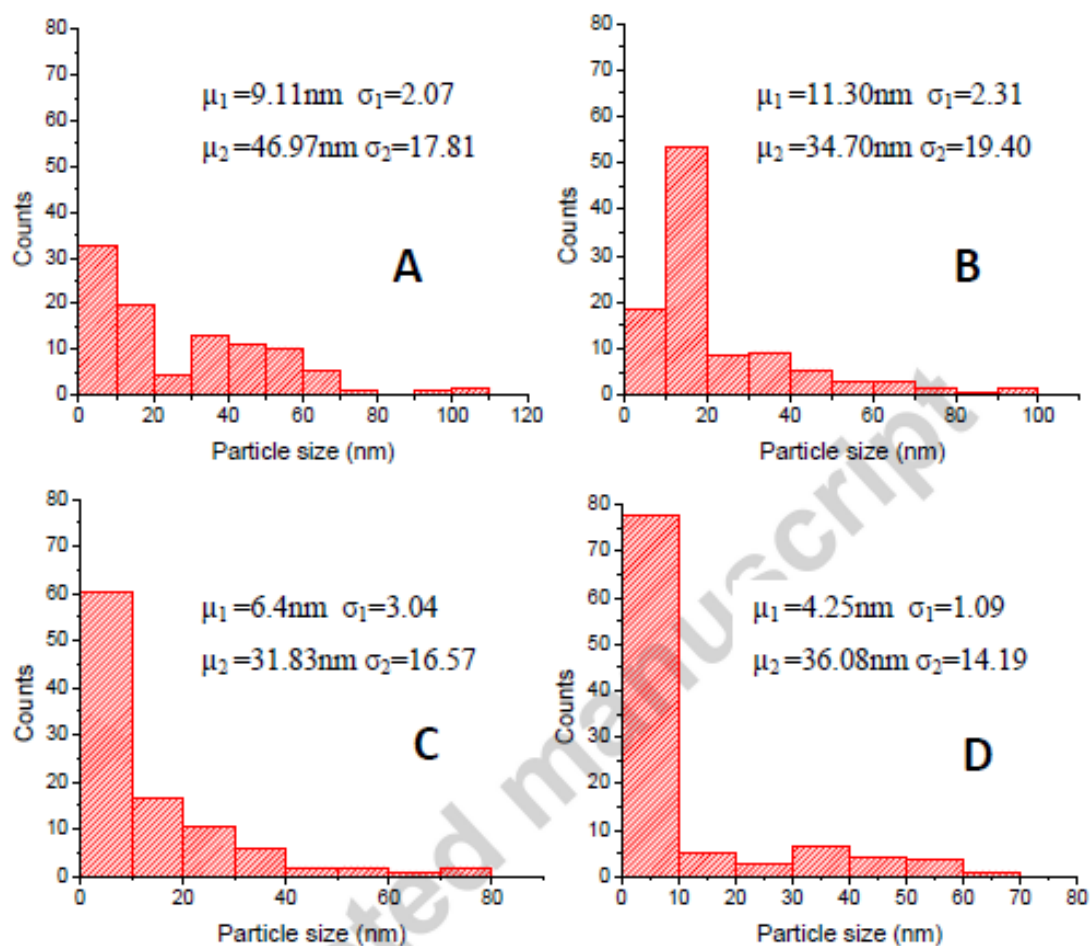 80
70
60
50
40
30
20
10
0
Counts
μ₁ =9.11nm σ₁=2.07
μ₂ =46.97nm σ₂=17.81
A
0 20 40 60 80 100 120
Particle size (nm)
80
70
60
50
40
30
20
10
0
Counts
μ₁ =11.30nm σ₁=2.31
μ₂ =34.70nm σ₂=19.40
B
0 20 40 60 80 100
Particle size (nm)
80
70
60
50
40
30
20
10
0
Counts
μ₁ =6.4nm σ₁=3.04
μ₂ =31.83nm σ₂=16.57
C
0 20 40 60 80
Particle size (nm)
80
70
60
50
40
30
20
10
0
Counts
μ₁ =4.25nm σ₁=1.09
μ₂ =36.08nm σ₂=14.19
D
0 10 20 30 40 50 60 70 80
Particle size (nm)
ted manuscript